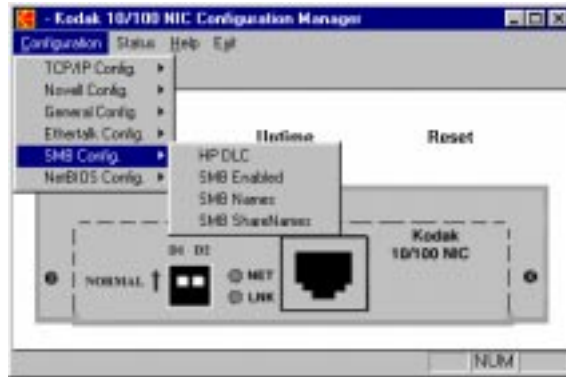 - Kodak 10/100 NIC Configuration Manager
Configuration Status Help Exit
TCP/IP Config.
Novell Config.
General Config.
Ethertalk Config.
SMB Config.
NetBIOS Config.
HP DLC
SMB Enabled
SMB Names
SMB ShareNames
Uptime
Reset
Kodak
10/100 NIC
D1 D2
NORMAL
NET
LNK
NUM